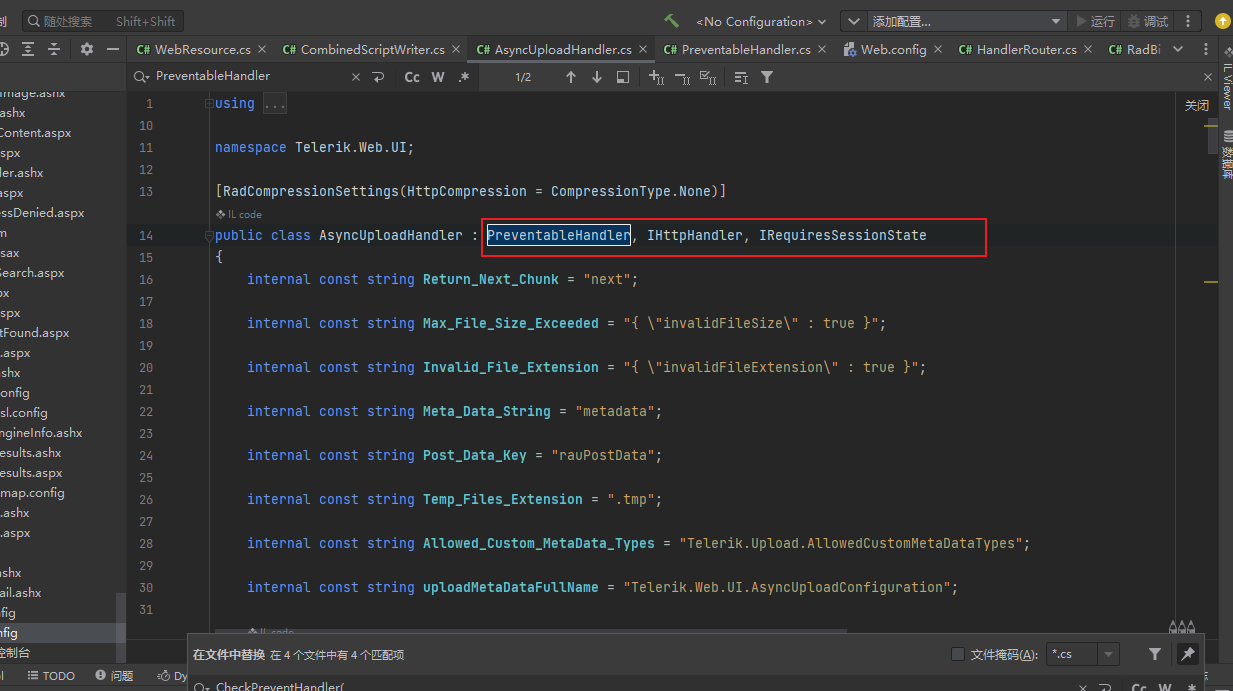 制 随处搜索 Shift+Shift <No Configuration> 添加配置... 运行 调试
C# WebResource.cs C# CombinedScriptWriter.cs C# AsyncUploadHandler.cs C# PreventableHandler.cs Web.config C# HandlerRouter.cs C# RadBi
PreventableHandler Cc W .* 1/2
关闭
IL Viewer
数据库
ashx
Content.aspx
spx
ler.ashx
aspx
essDenied.aspx
m
sax
Search.aspx
px
spx
tFound.aspx
.aspx
shx
onfig
sl.config
ngineInfo.ashx
esults.ashx
esults.aspx
map.config
.ashx
.aspx
ashx
ail.ashx
fig
nfig
控制台
1 using ...
10
11 namespace Telerik.Web.UI;
12
13 [RadCompressionSettings(HttpCompression = CompressionType.None)]
IL code
14 public class AsyncUploadHandler : PreventableHandler, IHttpHandler, IRequiresSessionState
15 {
16 internal const string Return_Next_Chunk = "next";
17
18 internal const string Max_File_Size_Exceeded = "{ \"invalidFileSize\" : true }";
19
20 internal const string Invalid_File_Extension = "{ \"invalidFileExtension\" : true }";
21
22 internal const string Meta_Data_String = "metadata";
23
24 internal const string Post_Data_Key = "rauPostData";
25
26 internal const string Temp_Files_Extension = ".tmp";
27
28 internal const string Allowed_Custom_MetaData_Types = "Telerik.Upload.AllowedCustomMetaDataTypes";
29
30 internal const string uploadMetaDataFullName = "Telerik.Web.UI.AsyncUploadConfiguration";
31
IL code
在文件中替换 在 4 个文件中有 4 个匹配项 文件掩码(A): *.cs
TODO 问题 Dy
CheckPreventHandler( Cc W .*